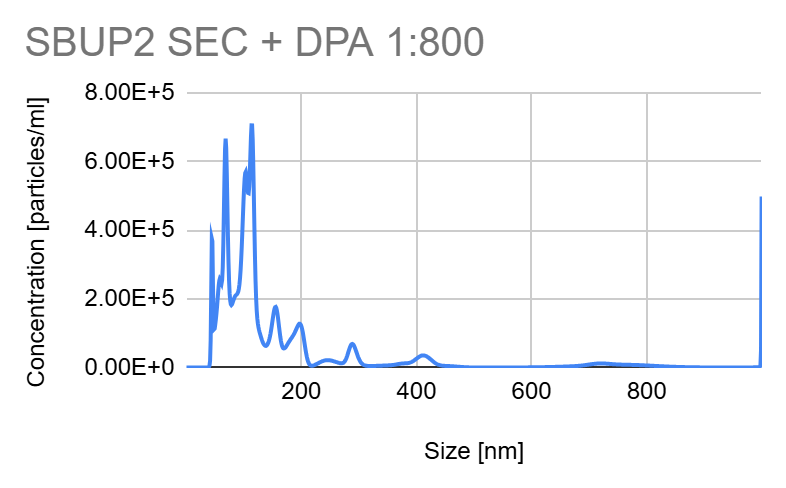 SBUP2 SEC + DPA 1:800
Concentration [particles/ml]
8.00E+5
6.00E+5
4.00E+5
2.00E+5
0.00E+0
200 400 600 800
Size [nm]